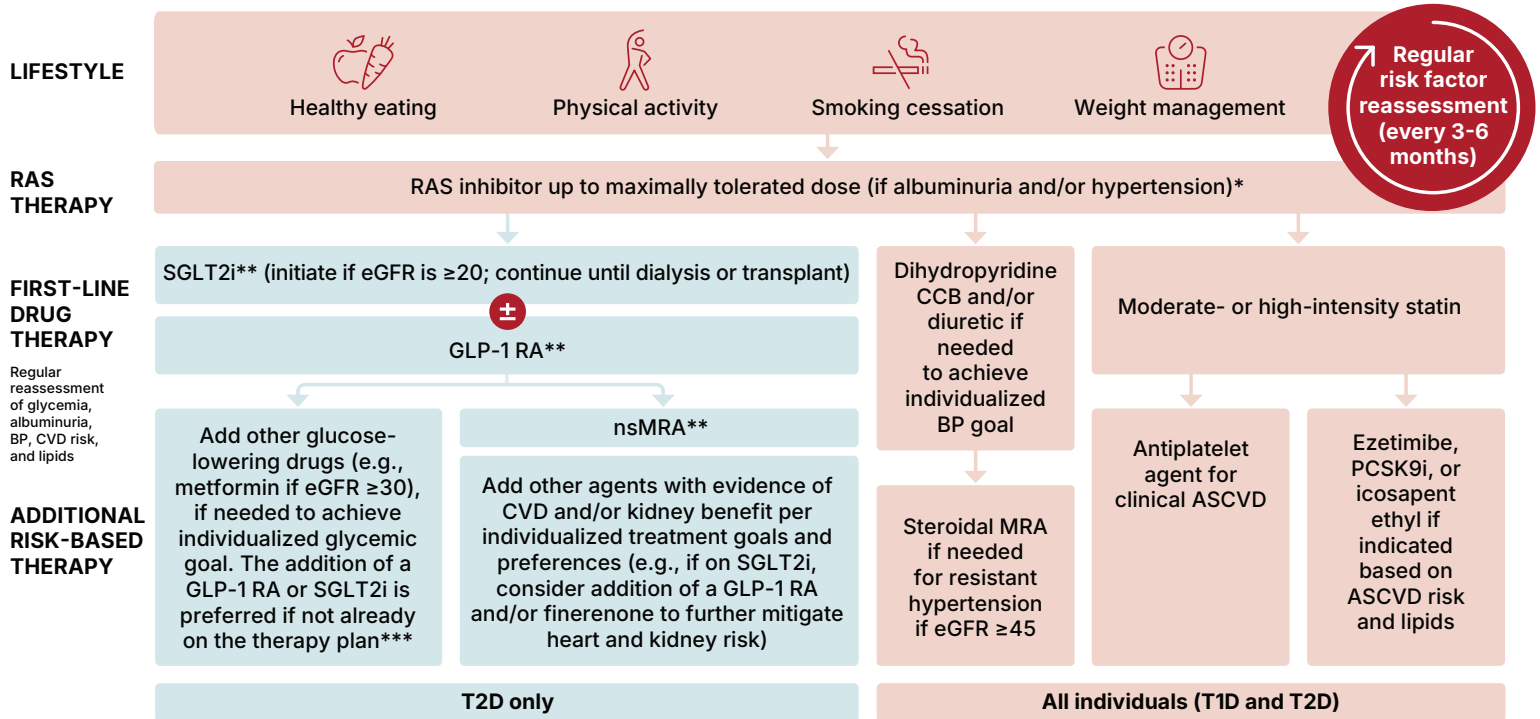 LIFESTYLE
Healthy eating
Physical activity
Smoking cessation
Weight management
Regular
risk factor
reassessment
(every 3-6
months)
RAS
THERAPY
RAS inhibitor up to maximally tolerated dose (if albuminuria and/or hypertension)*
FIRST-LINE
DRUG
THERAPY
Regular
reassessment
of glycemia,
albuminuria,
BP, CVD risk,
and lipids
SGLT2i** (initiate if eGFR is ≥20; continue until dialysis or transplant)
±
GLP-1 RA**
Dihydropyridine
CCB and/or
diuretic if
needed
to achieve
individualized
BP goal
Moderate- or high-intensity statin
ADDITIONAL
RISK-BASED
THERAPY
Add other glucose-
lowering drugs (e.g.,
metformin if eGFR ≥30),
if needed to achieve
individualized glycemic
goal. The addition of a
GLP-1 RA or SGLT2i is
preferred if not already
on the therapy plan***
nsMRA**
Add other agents with evidence of
CVD and/or kidney benefit per
individualized treatment goals and
preferences (e.g., if on SGLT2i,
consider addition of a GLP-1 RA
and/or finerenone to further mitigate
heart and kidney risk)
Steroidal MRA
if needed
for resistant
hypertension
if eGFR ≥45
Antiplatelet
agent for
clinical ASCVD
Ezetimibe,
PCSK9i, or
icosapent
ethyl if
indicated
based on
ASCVD risk
and lipids
T2D only
All individuals (T1D and T2D)